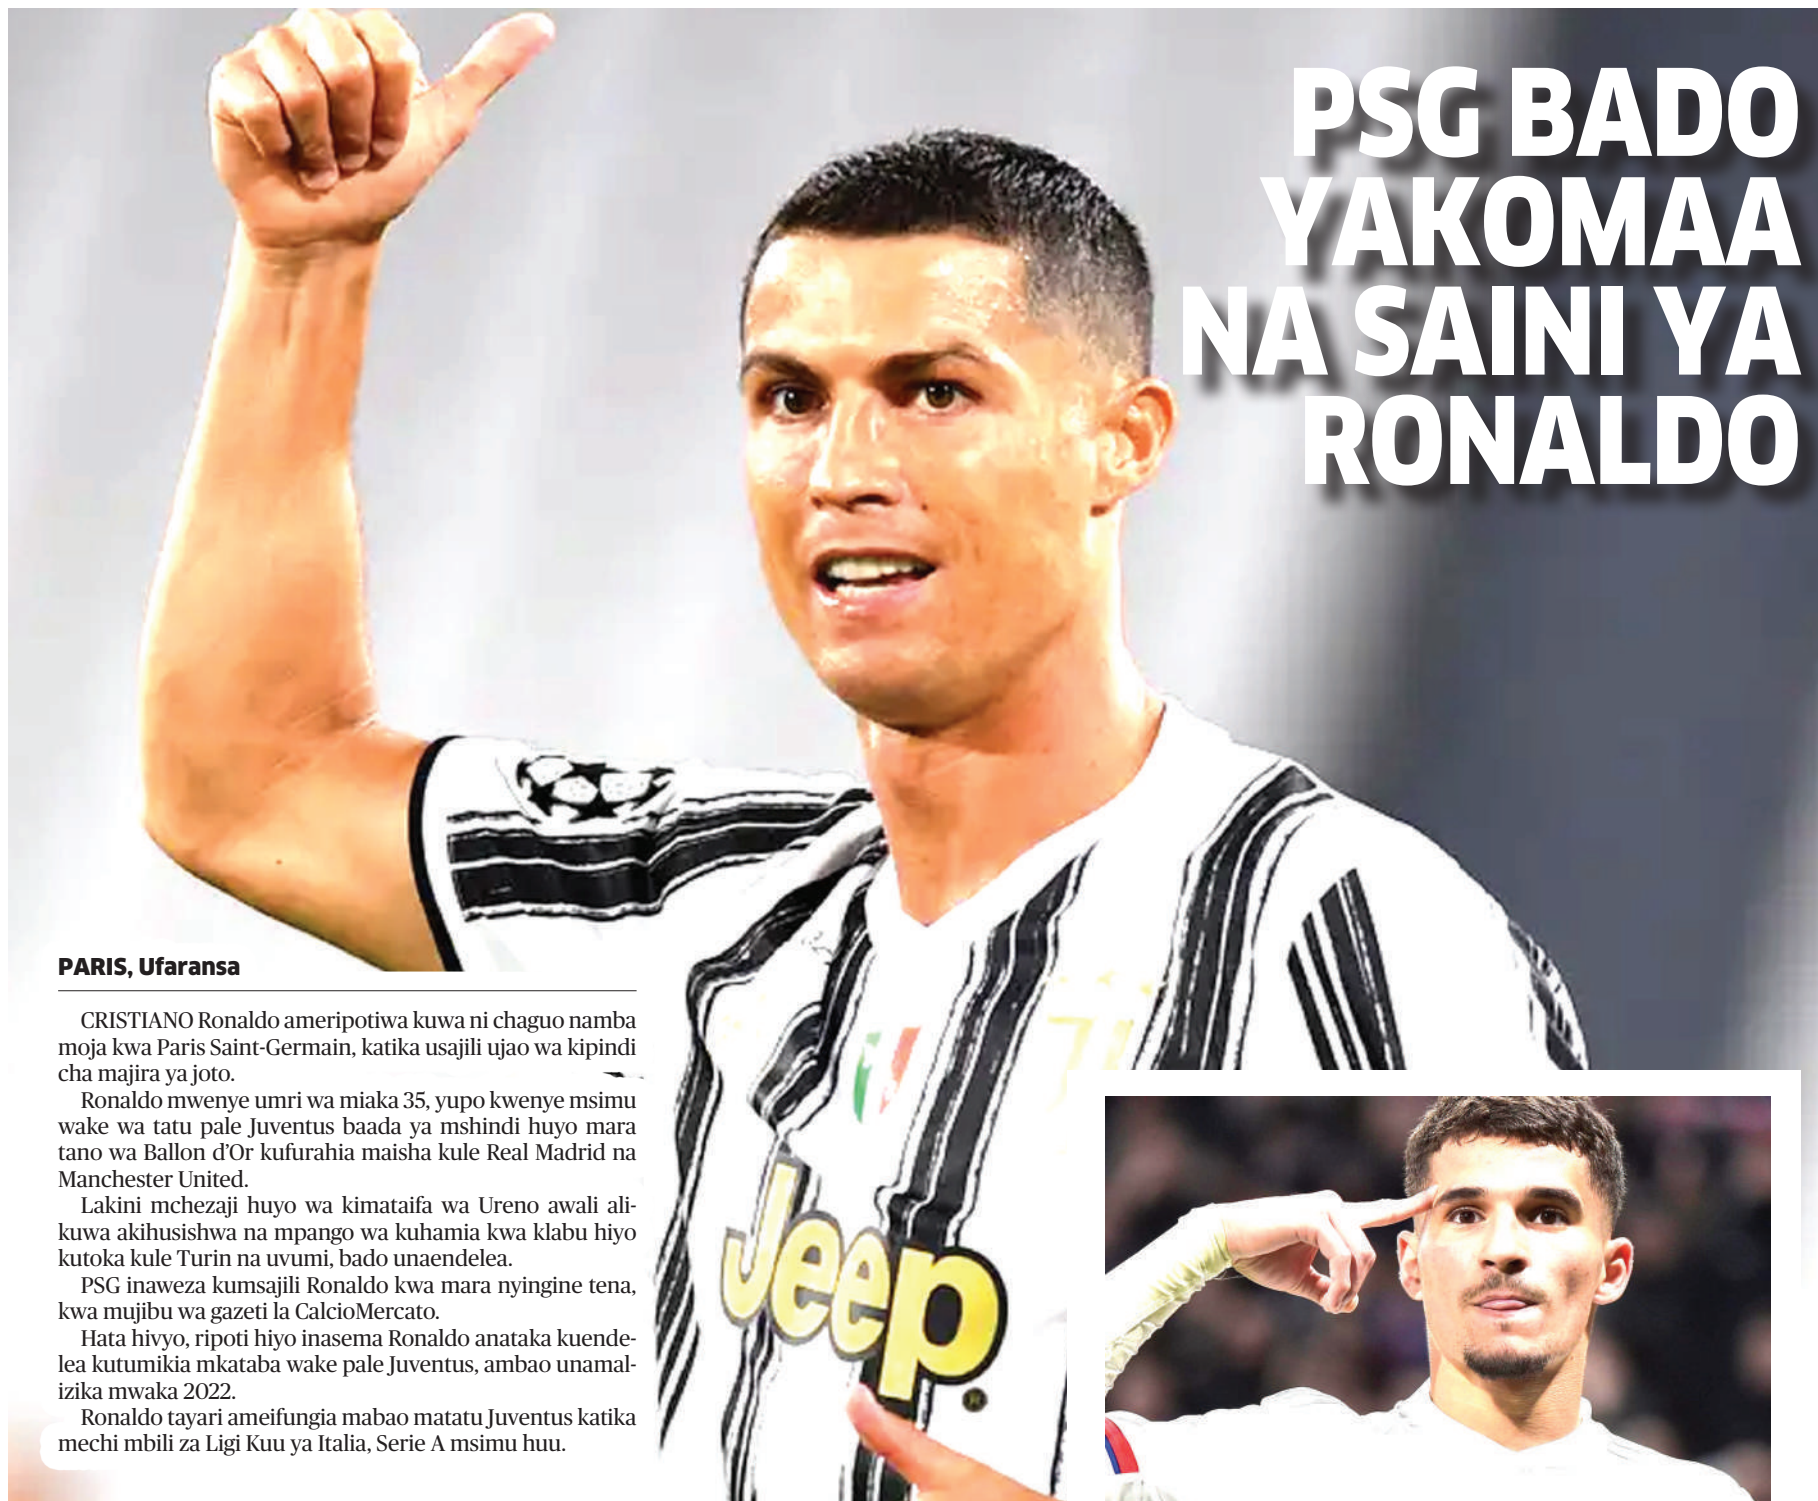 PSG BADO
YAKOMAA
NA SAINI YA
RONALDO
PARIS, Ufaransa
CRISTIANO Ronaldo ameripotiwa kuwa ni chaguo namba
moja kwa Paris Saint-Germain, katika usajili ujao wa kipindi
cha majira ya joto.
Ronaldo mwenye umri wa miaka 35, yupo kwenye msimu
wake wa tatu pale Juventus baada ya mshindi huyo mara
tano wa Ballon d'Or kufurahia maisha kule Real Madrid na
Manchester United.
Lakini mchezaji huyo wa kimataifa wa Ureno awali ali-
kuwa akihusishwa na mpango wa kuhamia kwa klabu hiyo
kutoka kule Turin na uvumi, bado unaendelea.
PSG inaweza kumsajili Ronaldo kwa mara nyingine tena,
kwa mujibu wa gazeti la CalcioMercato.
Hata hivyo, ripoti hiyo inasema Ronaldo anataka kuende-
lea kutumikia mkataba wake pale Juventus, ambao unamal-
izika mwaka 2022.
Ronaldo tayari ameifungia mabao matatu Juventus katika
mechi mbili za Ligi Kuu ya Italia, Serie A msimu huu.
Jeep
®